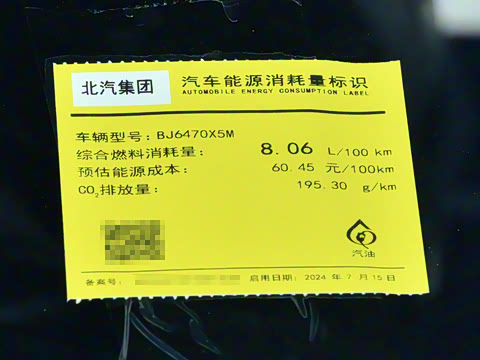 北汽集团
汽车能源消耗量标识
AUTOMOBILE ENERGY CONSUMPTION LABEL
车辆型号：BJ6470X5M
综合燃料消耗量： 8.06 L/100 km
预估能源成本： 60.45 元/100km
CO₂排放量： 195.30 g/km
汽油
备案号： 启用日期：2024 年 7 月 15 日